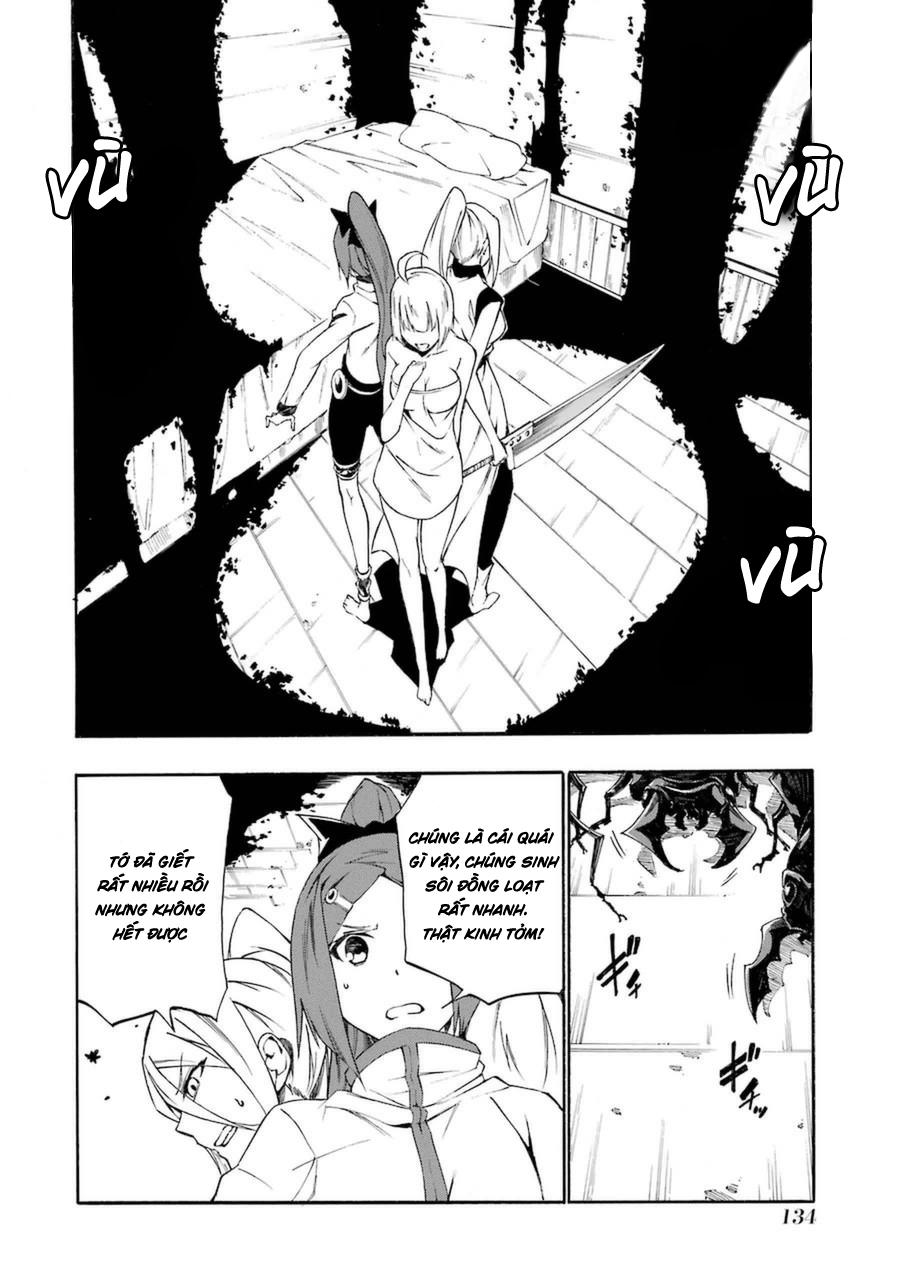 VÙ
VÙ
VÙ
CHÚNG LÀ CÁI QUÁI
GÌ VẬY, CHÚNG SINH
SÔI ĐỒNG LOẠT
RẤT NHANH.
THẬT KINH TỞM!
TỚ ĐÃ GIẾT
RẤT NHIỀU RỒI
NHƯNG KHÔNG
HẾT ĐƯỢC
ギチ
ギチッ
134